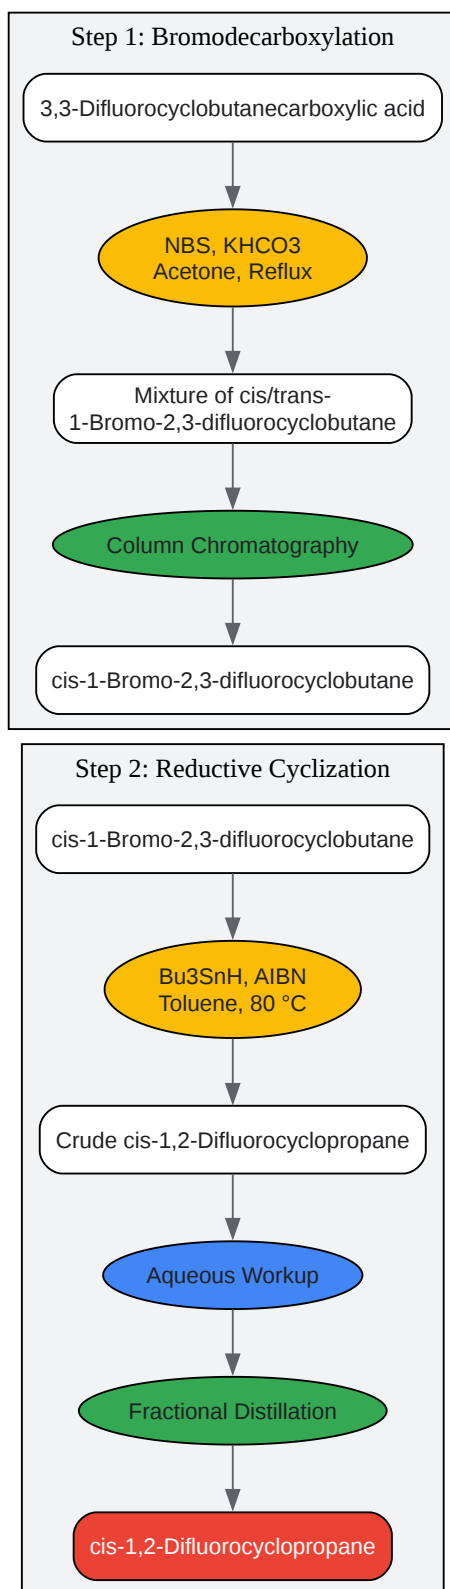 Step 1: Bromodecarboxylation
3,3-Difluorocyclobutanecarboxylic acid
NBS, KHCO3
Acetone, Reflux
Mixture of cis/trans-
1-Bromo-2,3-difluorocyclobutane
Column Chromatography
cis-1-Bromo-2,3-difluorocyclobutane
Step 2: Reductive Cyclization
cis-1-Bromo-2,3-difluorocyclobutane
Bu3SnH, AIBN
Toluene, 80 °C
Crude cis-1,2-Difluorocyclopropane
Aqueous Workup
Fractional Distillation
cis-1,2-Difluorocyclopropane